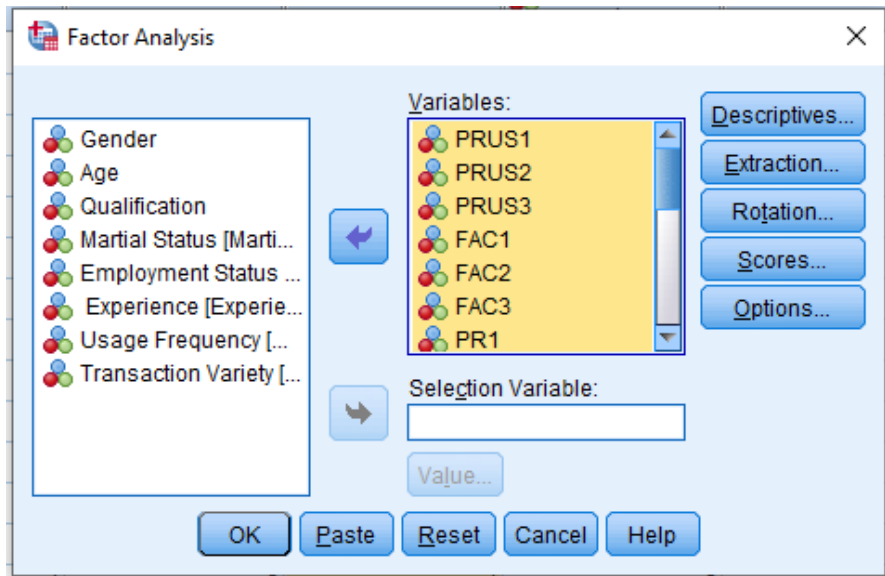 Factor Analysis
Gender
Age
Qualification
Martial Status [Marti...
Employment Status ...
Experience [Experie...
Usage Frequency [...
Transaction Variety [...
Variables:
PRUS1
PRUS2
PRUS3
FAC1
FAC2
FAC3
PR1
Selection Variable:
Value...
Descriptives...
Extraction...
Rotation...
Scores...
Options...
OK Paste Reset Cancel Help